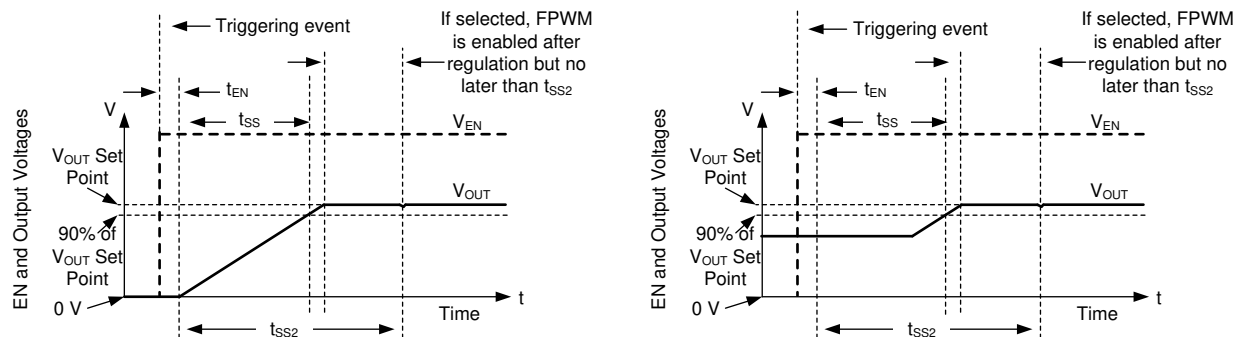 Triggering event
If selected, FPWM
is enabled after
regulation but no
later than tSS2
tEN
V
tSS
VEN
EN and Output Voltages
VOUT Set
Point
VOUT
90% of
VOUT Set
Point
0 V
t
Time
tSS2
Triggering event
If selected, FPWM
is enabled after
regulation but no
later than tSS2
tEN
V
tSS
VEN
EN and Output Voltages
VOUT Set
Point
VOUT
90% of
VOUT Set
Point
0 V
t
Time
tSS2